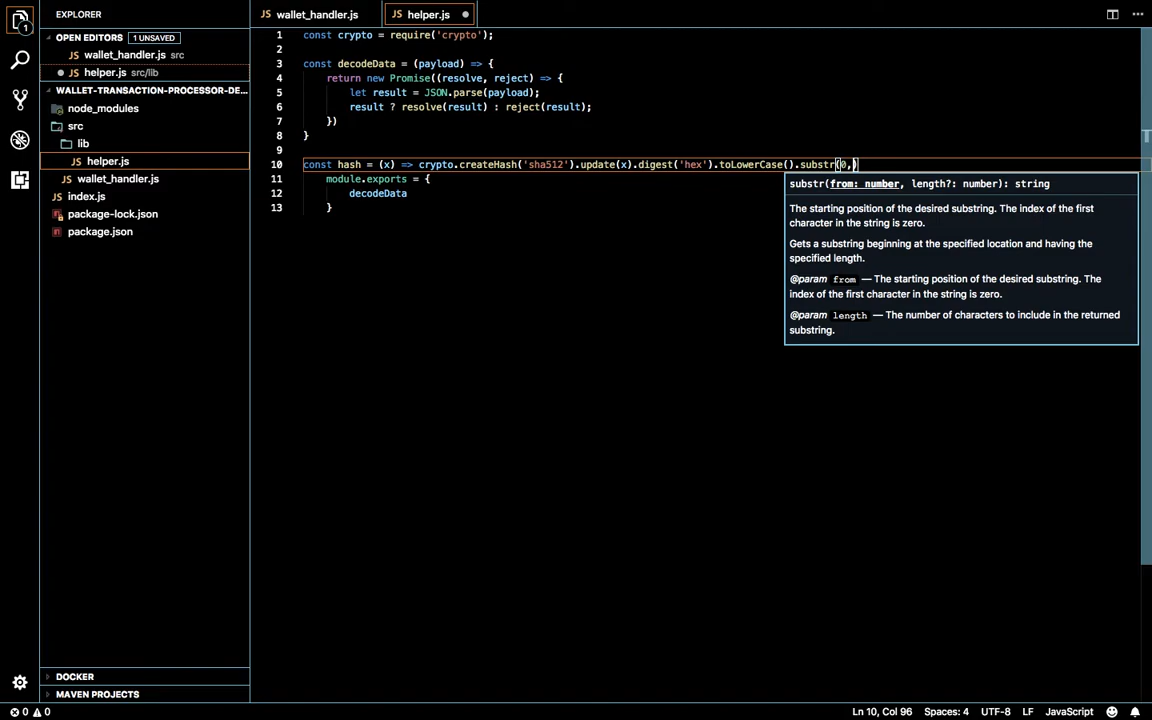 EXPLORER
OPEN EDITORS 1 UNSAVED
JS wallet_handler.js src
JS helper.js src/lib
WALLET-TRANSACTION-PROCESSOR-DE...
node_modules
src
lib
JS helper.js
JS wallet_handler.js
JS index.js
package-lock.json
package.json
DOCKER
MAVEN PROJECTS
1
JS wallet_handler.js
JS helper.js
1 const crypto = require('crypto');
2
3 const decodeData = (payload) => {
4 return new Promise((resolve, reject) => {
5 let result = JSON.parse(payload);
6 result ? resolve(result) : reject(result);
7 })
8 }
9
10 const hash = (x) => crypto.createHash('sha512').update(x).digest('hex').toLowerCase().substr(0,)
11 module.exports = {
12 decodeData
13 }
substr(from: number, length?: number): string
The starting position of the desired substring. The index of the first
character in the string is zero.
Gets a substring beginning at the specified location and having the
specified length.
@param from — The starting position of the desired substring. The
index of the first character in the string is zero.
@param length — The number of characters to include in the returned
substring.
0 0
Ln 10, Col 96 Spaces: 4 UTF-8 LF JavaScript